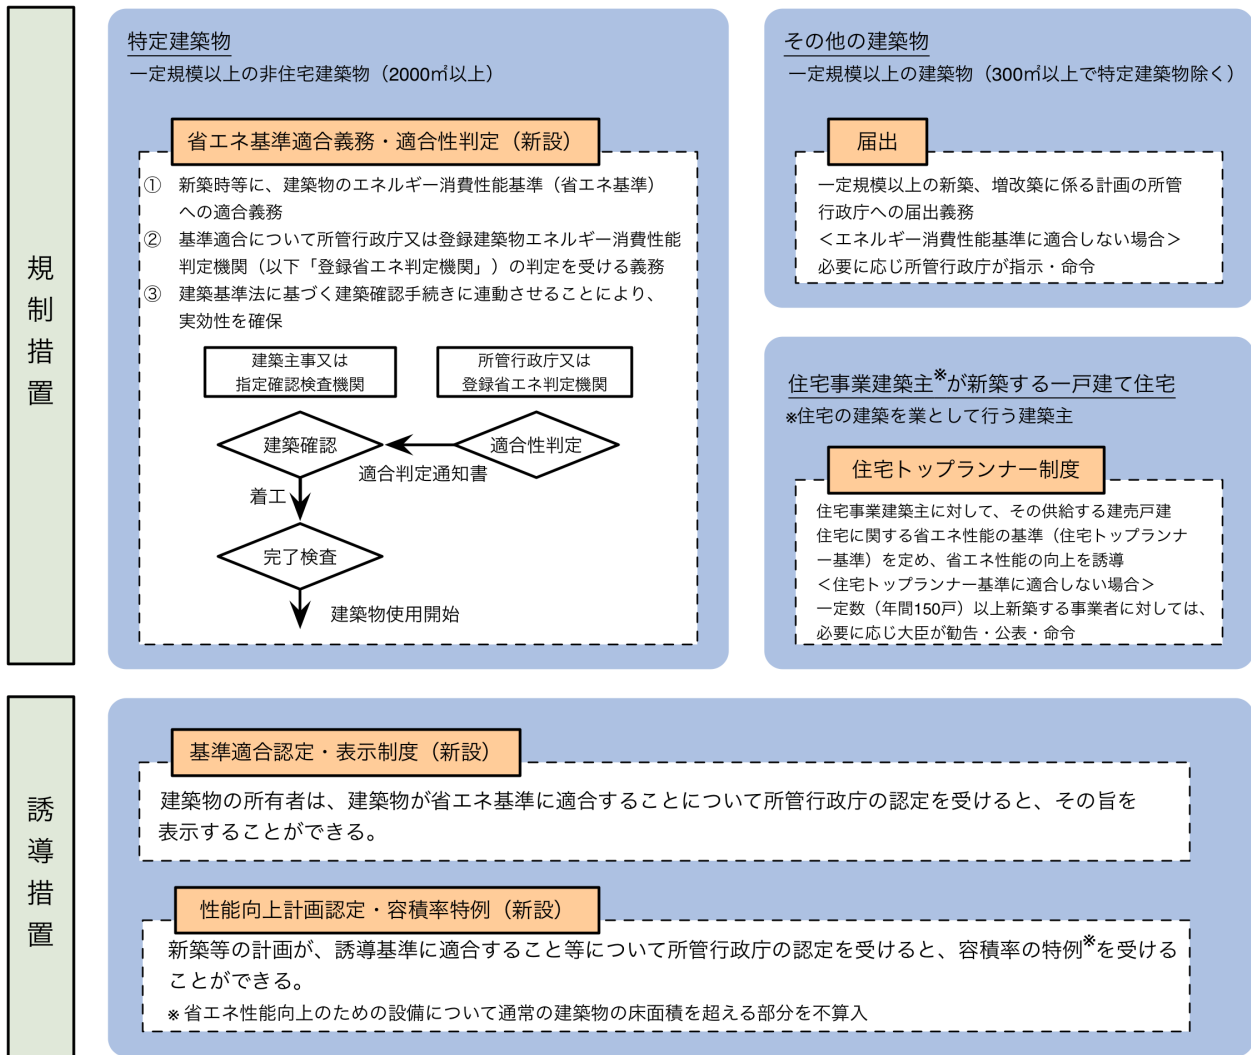 規制措置
特定建築物
一定規模以上の非住宅建築物（2000㎡以上）
省エネ基準適合義務・適合性判定（新設）
① 新築時等に、建築物のエネルギー消費性能基準（省エネ基準）
への適合義務
② 基準適合について所管行政庁又は登録建築物エネルギー消費性能
判定機関（以下「登録省エネ判定機関」）の判定を受ける義務
③ 建築基準法に基づく建築確認手続きに連動させることにより、
実効性を確保
建築主事又は
指定確認検査機関
所管行政庁又は
登録省エネ判定機関
建築確認
適合性判定
適合判定通知書
着工
完了検査
建築物使用開始
その他の建築物
一定規模以上の建築物（300㎡以上で特定建築物除く）
届出
一定規模以上の新築、増改築に係る計画の所管
行政庁への届出義務
＜エネルギー消費性能基準に適合しない場合＞
必要に応じ所管行政庁が指示・命令
住宅事業建築主※が新築する一戸建て住宅
※住宅の建築を業として行う建築主
住宅トップランナー制度
住宅事業建築主に対して、その供給する建売戸建
住宅に関する省エネ性能の基準（住宅トップランナ
ー基準）を定め、省エネ性能の向上を誘導
＜住宅トップランナー基準に適合しない場合＞
一定数（年間150戸）以上新築する事業者に対しては、
必要に応じ大臣が勧告・公表・命令
誘導措置
基準適合認定・表示制度（新設）
建築物の所有者は、建築物が省エネ基準に適合することについて所管行政庁の認定を受けると、その旨を
表示することができる。
性能向上計画認定・容積率特例（新設）
新築等の計画が、誘導基準に適合すること等について所管行政庁の認定を受けると、容積率の特例※を受ける
ことができる。
※ 省エネ性能向上のための設備について通常の建築物の床面積を超える部分を不算入